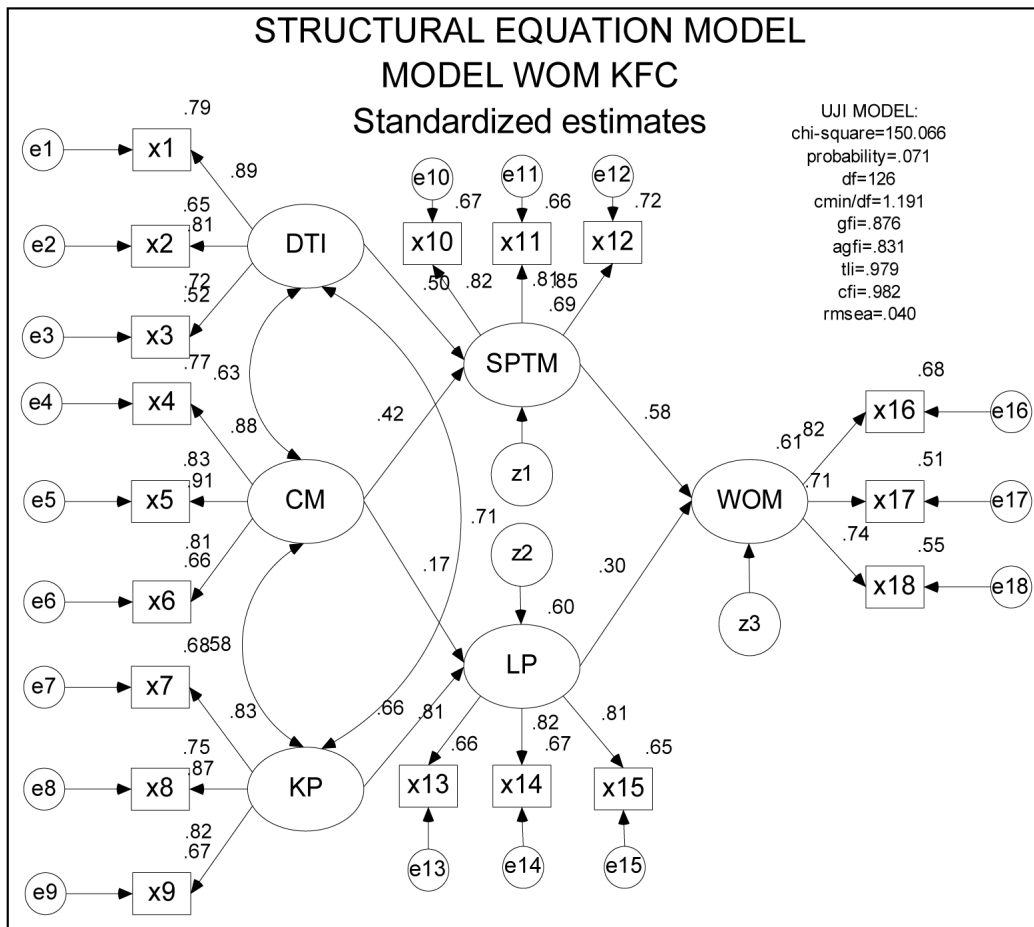 STRUCTURAL EQUATION MODEL
MODEL WOM KFC
Standardized estimates
UJI MODEL:
chi-square=150.066
probability=.071
df=126
cmin/df=1.191
gfi=.876
agfi=.831
tli=.979
cfi=.982
rmsea=.040
.79
e1
x1
.89
.65
.81
e2
x2
DTI
.72
.52
e3
x3
.77
.63
e4
x4
.88
.83
.91
e5
x5
CM
.81
.66
e6
x6
.68
.58
e7
x7
.83
.75
.87
e8
x8
KP
.82
.67
e9
x9
e10
e11
e12
.67
.66
.72
x10
x11
x12
.50
.82
.81
.85
.69
SPTM
.42
.58
z1
.71
z2
.17
.30
.60
LP
.66
.81
.82
.81
.66
.67
.65
x13
x14
x15
e13
e14
e15
.68
x16
e16
.61
.82
.51
.71
WOM
x17
e17
.74
.55
x18
e18
z3